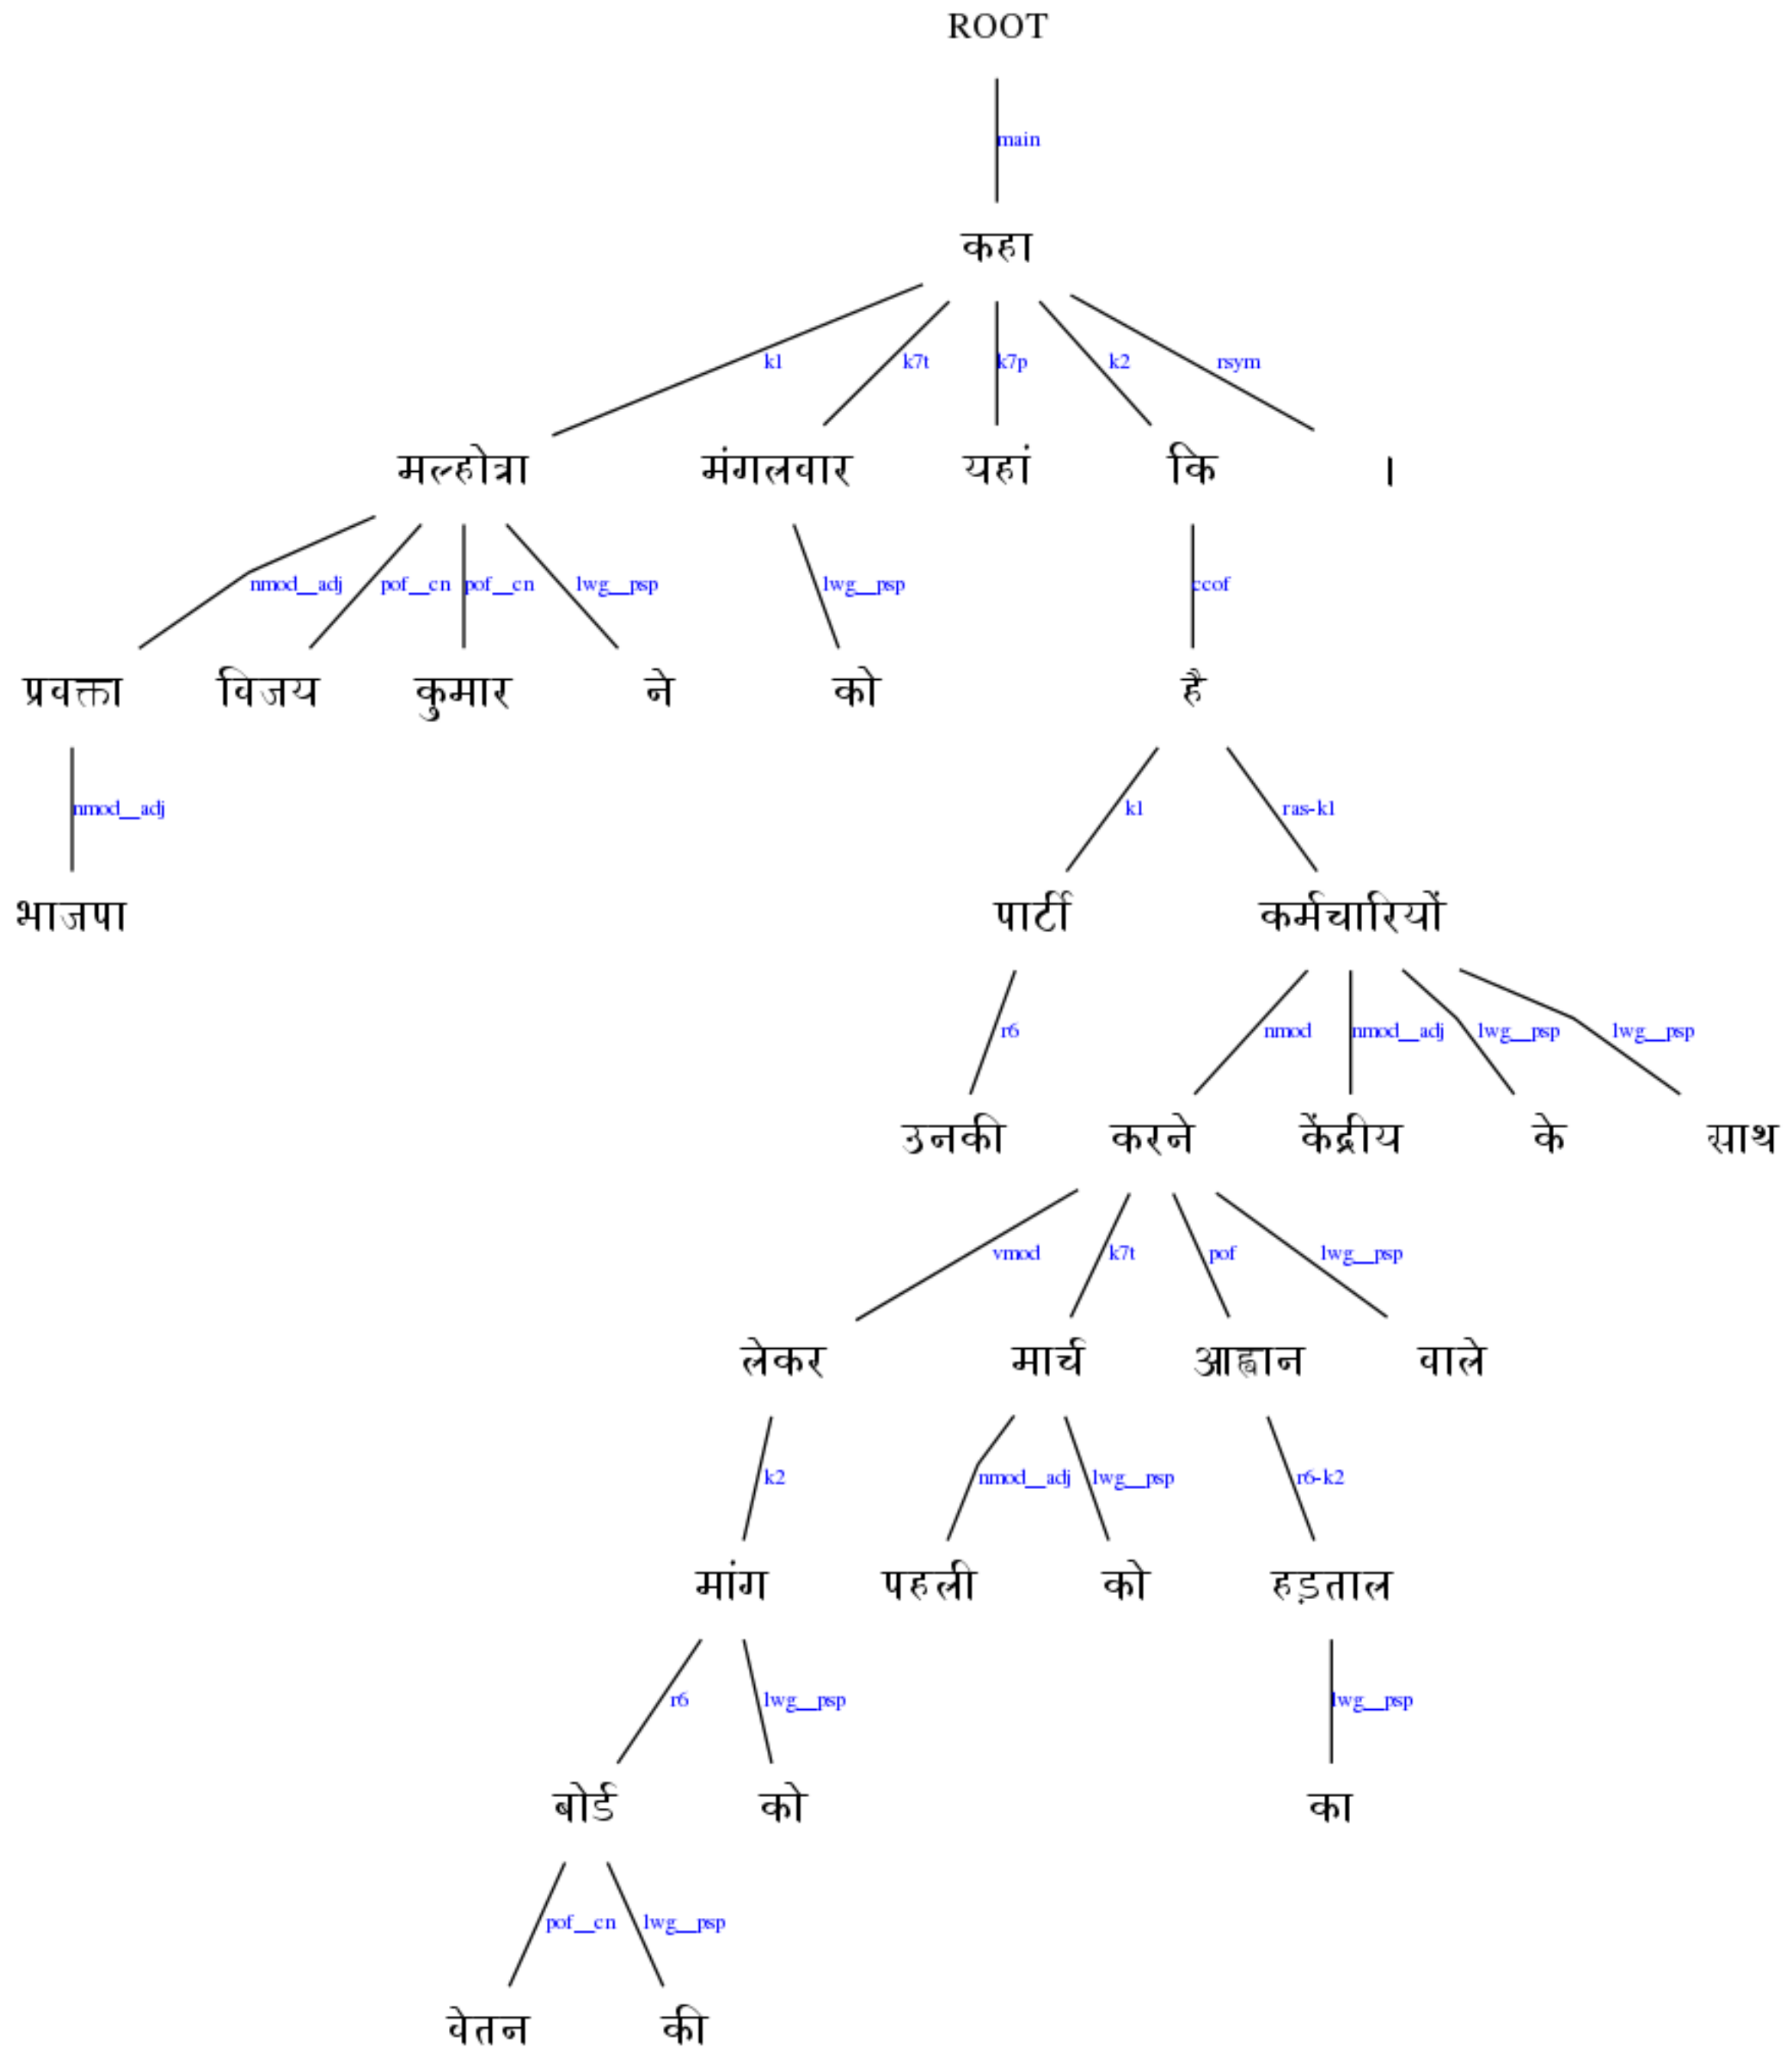 ROOT
main
कहा
k1 k7t k7p k2 rsym
मल्होत्रा मंगलवार यहां कि ।
nmod__adj pof__cn pof__cn lwg__psp lwg__psp ccof
प्रवक्ता विजय कुमार ने को है
nmod__adj k1 ras-k1
भाजपा पार्टी कर्मचारियों
r6 nmod nmod__adj lwg__psp lwg__psp
उनकी करने केंद्रीय के साथ
vmod k7t pof lwg__psp
लेकर मार्च आह्वान वाले
k2 nmod__adj lwg__psp r6-k2
मांग पहली को हड़ताल
r6 lwg__psp lwg__psp
बोर्ड को का
pof__cn lwg__psp
वेतन की